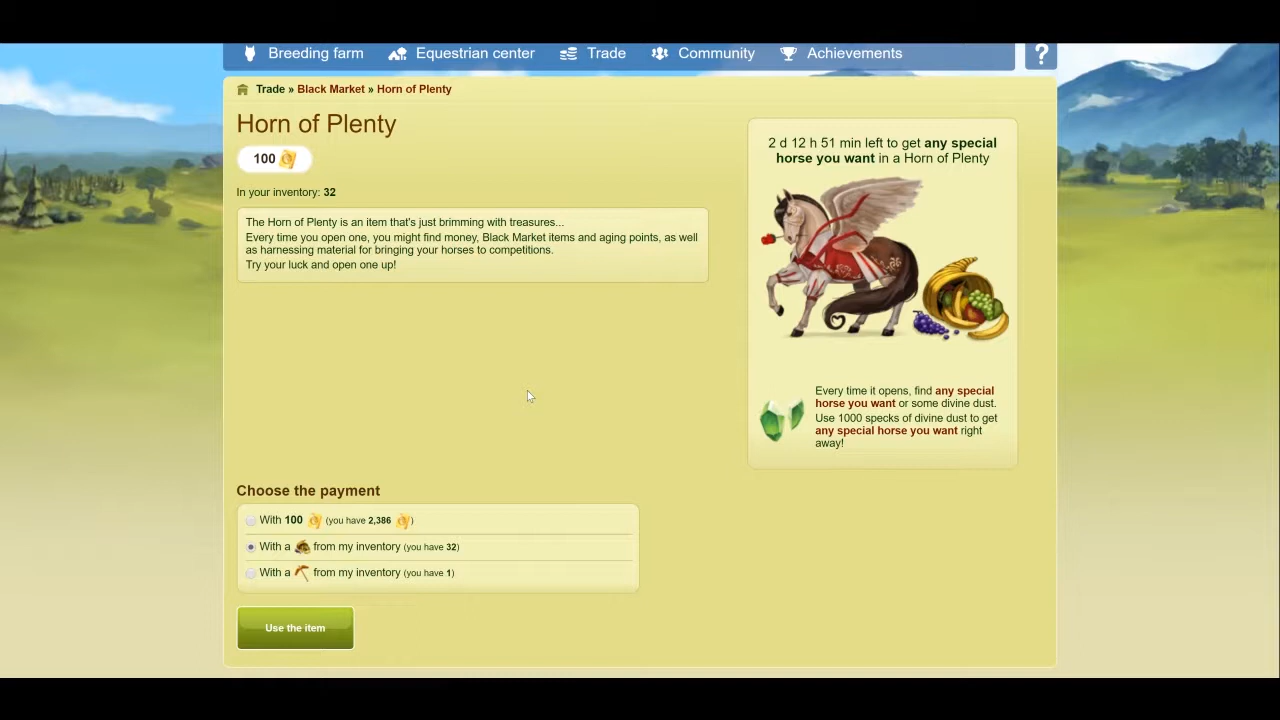 Breeding farm Equestrian center Trade Community Achievements ?
Trade » Black Market » Horn of Plenty
Horn of Plenty
100
In your inventory: 32
The Horn of Plenty is an item that's just brimming with treasures...
Every time you open one, you might find money, Black Market items and aging points, as well
as harnessing material for bringing your horses to competitions.
Try your luck and open one up!
2 d 12 h 51 min left to get any special
horse you want in a Horn of Plenty
Every time it opens, find any special
horse you want or some divine dust.
Use 1000 specks of divine dust to get
any special horse you want right
away!
Choose the payment
With 100 (you have 2,386 )
With a from my inventory (you have 32)
With a from my inventory (you have 1)
Use the item